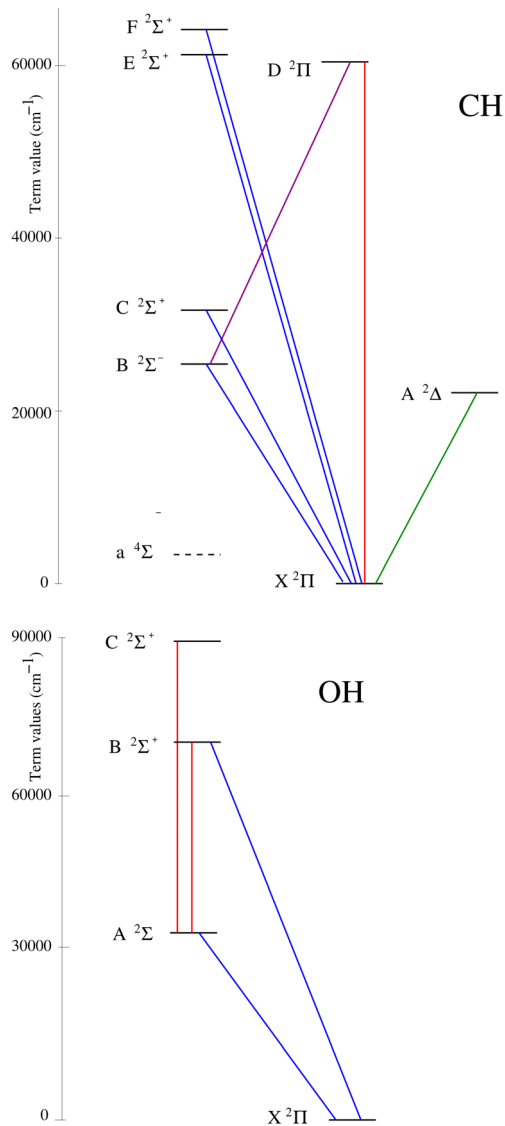 F ²Σ⁺
E ²Σ⁺
60000
D ²Π
CH
Term value (cm⁻¹)
40000
C ²Σ⁺
B ²Σ⁻
A ²Δ
20000
a ⁴Σ⁻
0
X ²Π
90000
C ²Σ⁺
Term values (cm⁻¹)
OH
B ²Σ⁺
60000
A ²Σ
30000
0
X ²Π